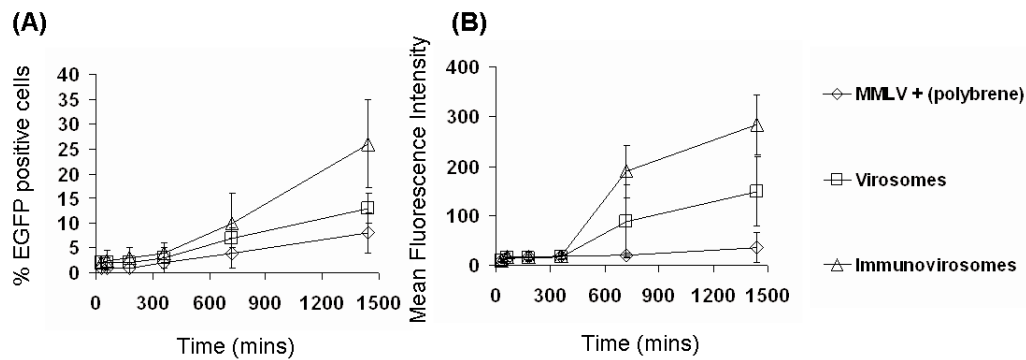 (A)
% EGFP positive cells
40
35
30
25
20
15
10
5
0
0 300 600 900 1200 1500
Time (mins)
(B)
Mean Fluorescence Intensity
400
300
200
100
0
0 300 600 900 1200 1500
Time (mins)
MMLV + (polybrene)
Virosomes
Immunovirosomes